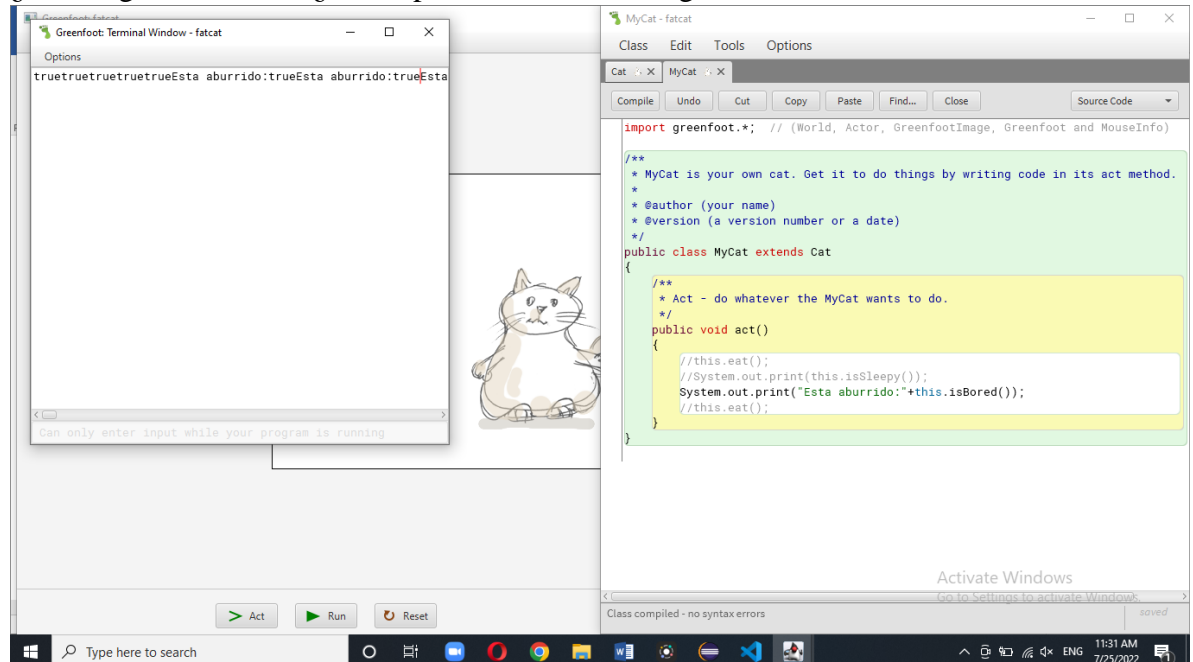 Greenfoot: fatcat
Greenfoot: Terminal Window - fatcat
Options
truetruetruetruetrueEsta aburrido:trueEsta aburrido:trueEsta
Can only enter input while your program is running
Act
Run
Reset
MyCat - fatcat
Class Edit Tools Options
Cat MyCat
Compile Undo Cut Copy Paste Find... Close Source Code
import greenfoot.*; // (World, Actor, GreenfootImage, Greenfoot and MouseInfo)
/**
* MyCat is your own cat. Get it to do things by writing code in its act method.
*
* @author (your name)
* @version (a version number or a date)
*/
public class MyCat extends Cat
{
/**
* Act - do whatever the MyCat wants to do.
*/
public void act()
{
//this.eat();
//System.out.print(this.isSleepy());
System.out.print("Esta aburrido:"+this.isBored());
//this.eat();
}
}
Activate Windows
Go to Settings to activate Windows.
Class compiled - no syntax errors
saved
Type here to search
ENG
11:31 AM
7/25/2022